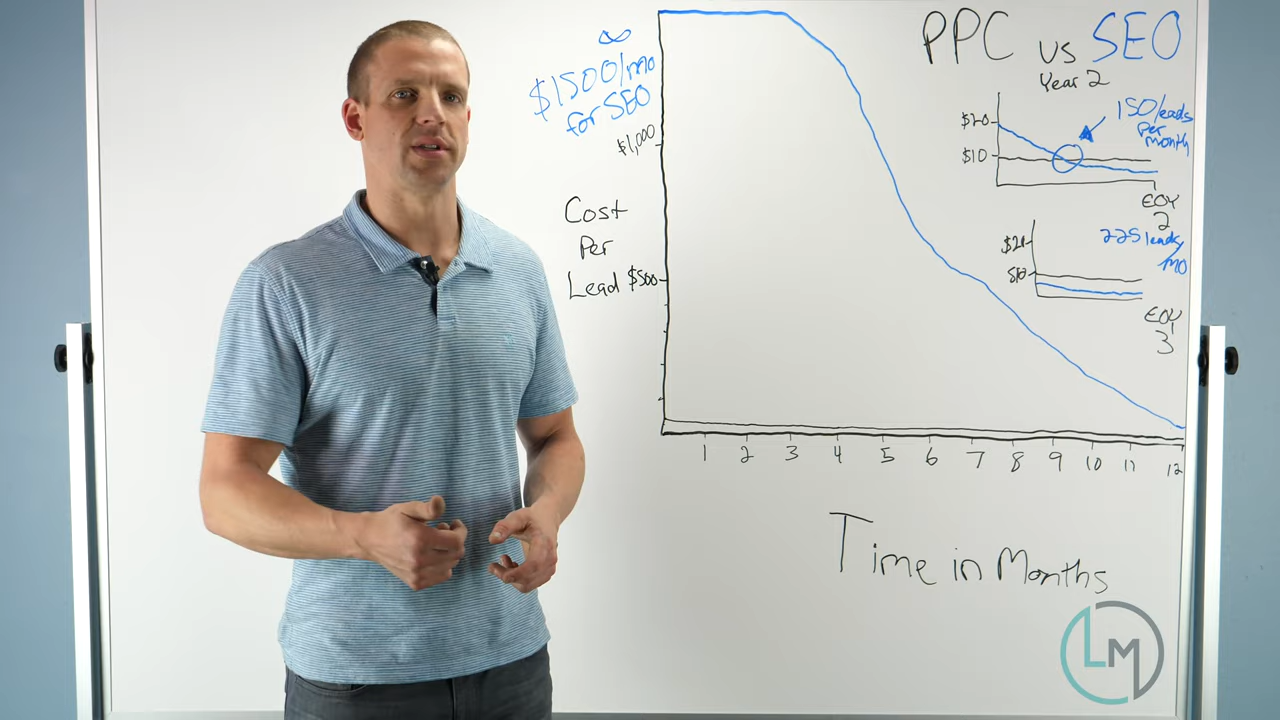 PPC vs SEO
Year 2
∞
$1500/mo
for SEO
$1,000
Cost
Per
Lead
$500
1 2 3 4 5 6 7 8 9 10 11 12
Time in Months
$20
$10
150 leads
per
month
EOY
2
$20
$10
225 leads/
mo
EOY
3
LM